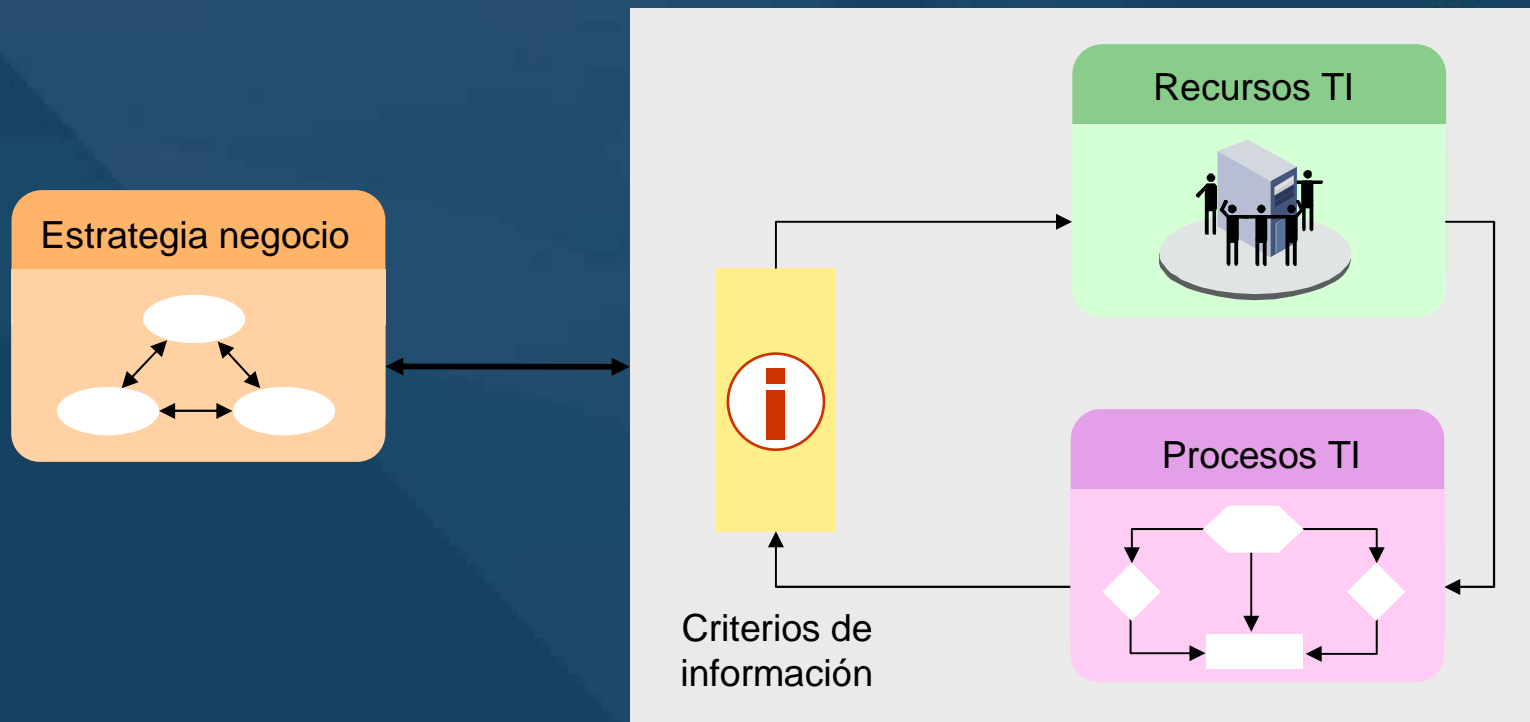 Estrategia negocio
Recursos TI
Procesos TI
Criterios de
información